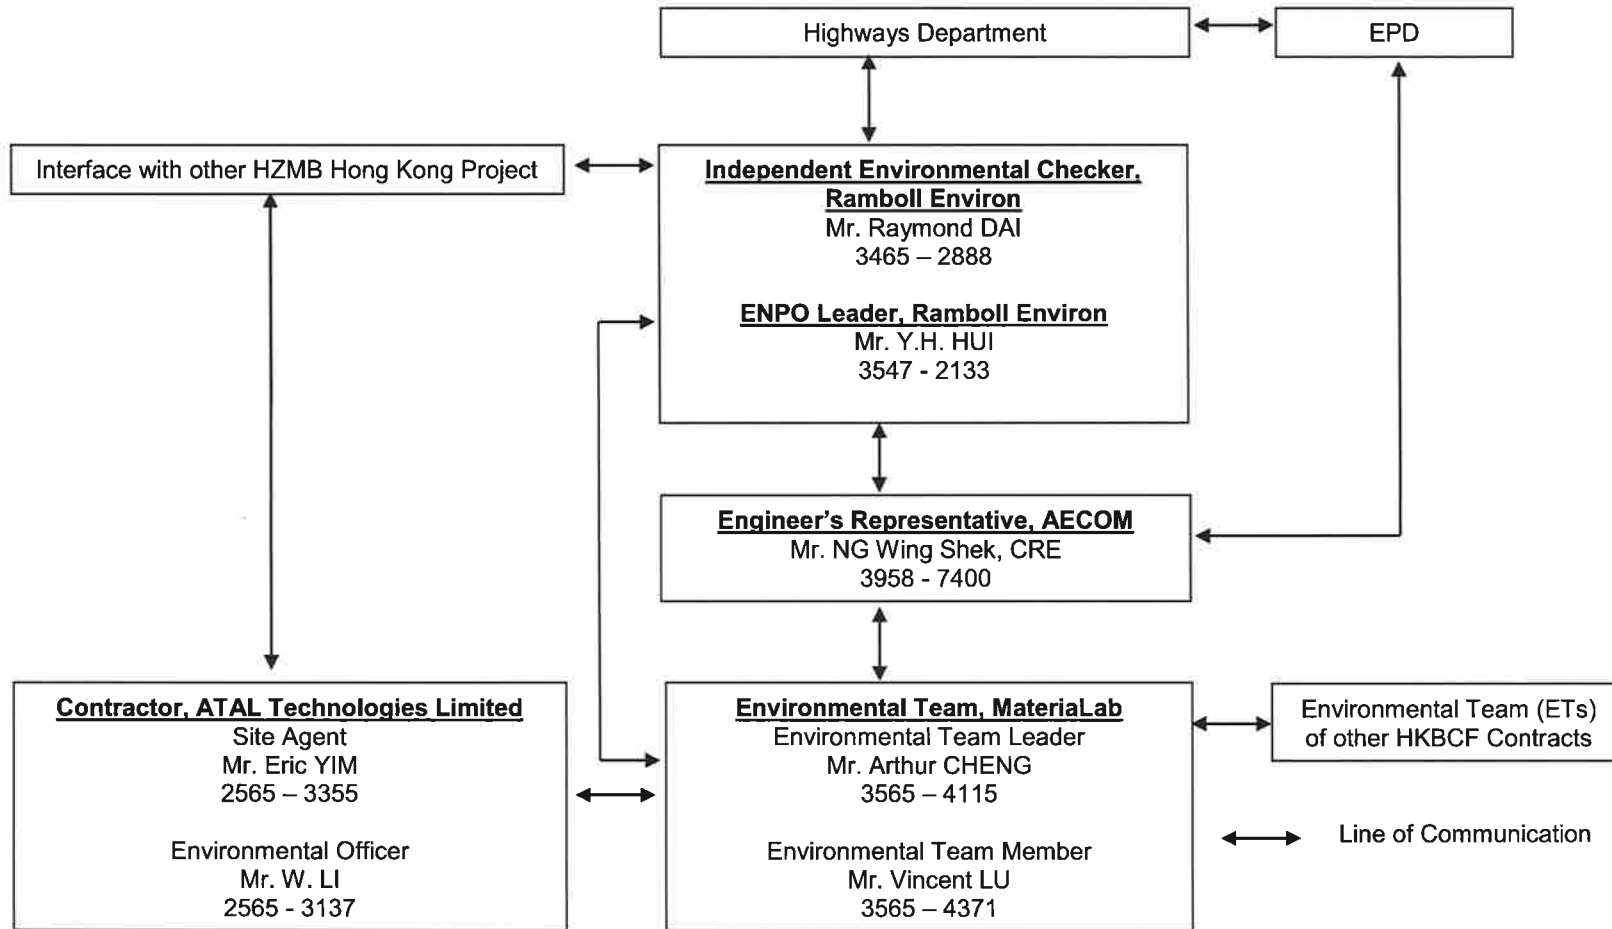 Highways Department
EPD
Interface with other HZMB Hong Kong Project
Independent Environmental Checker,
Ramboll Environ
Mr. Raymond DAI
3465 – 2888
ENPO Leader, Ramboll Environ
Mr. Y.H. HUI
3547 - 2133
Engineer's Representative, AECOM
Mr. NG Wing Shek, CRE
3958 - 7400
Contractor, ATAL Technologies Limited
Site Agent
Mr. Eric YIM
2565 – 3355
Environmental Officer
Mr. W. LI
2565 - 3137
Environmental Team, MateriaLab
Environmental Team Leader
Mr. Arthur CHENG
3565 – 4115
Environmental Team Member
Mr. Vincent LU
3565 – 4371
Environmental Team (ETs)
of other HKBCF Contracts
Line of Communication